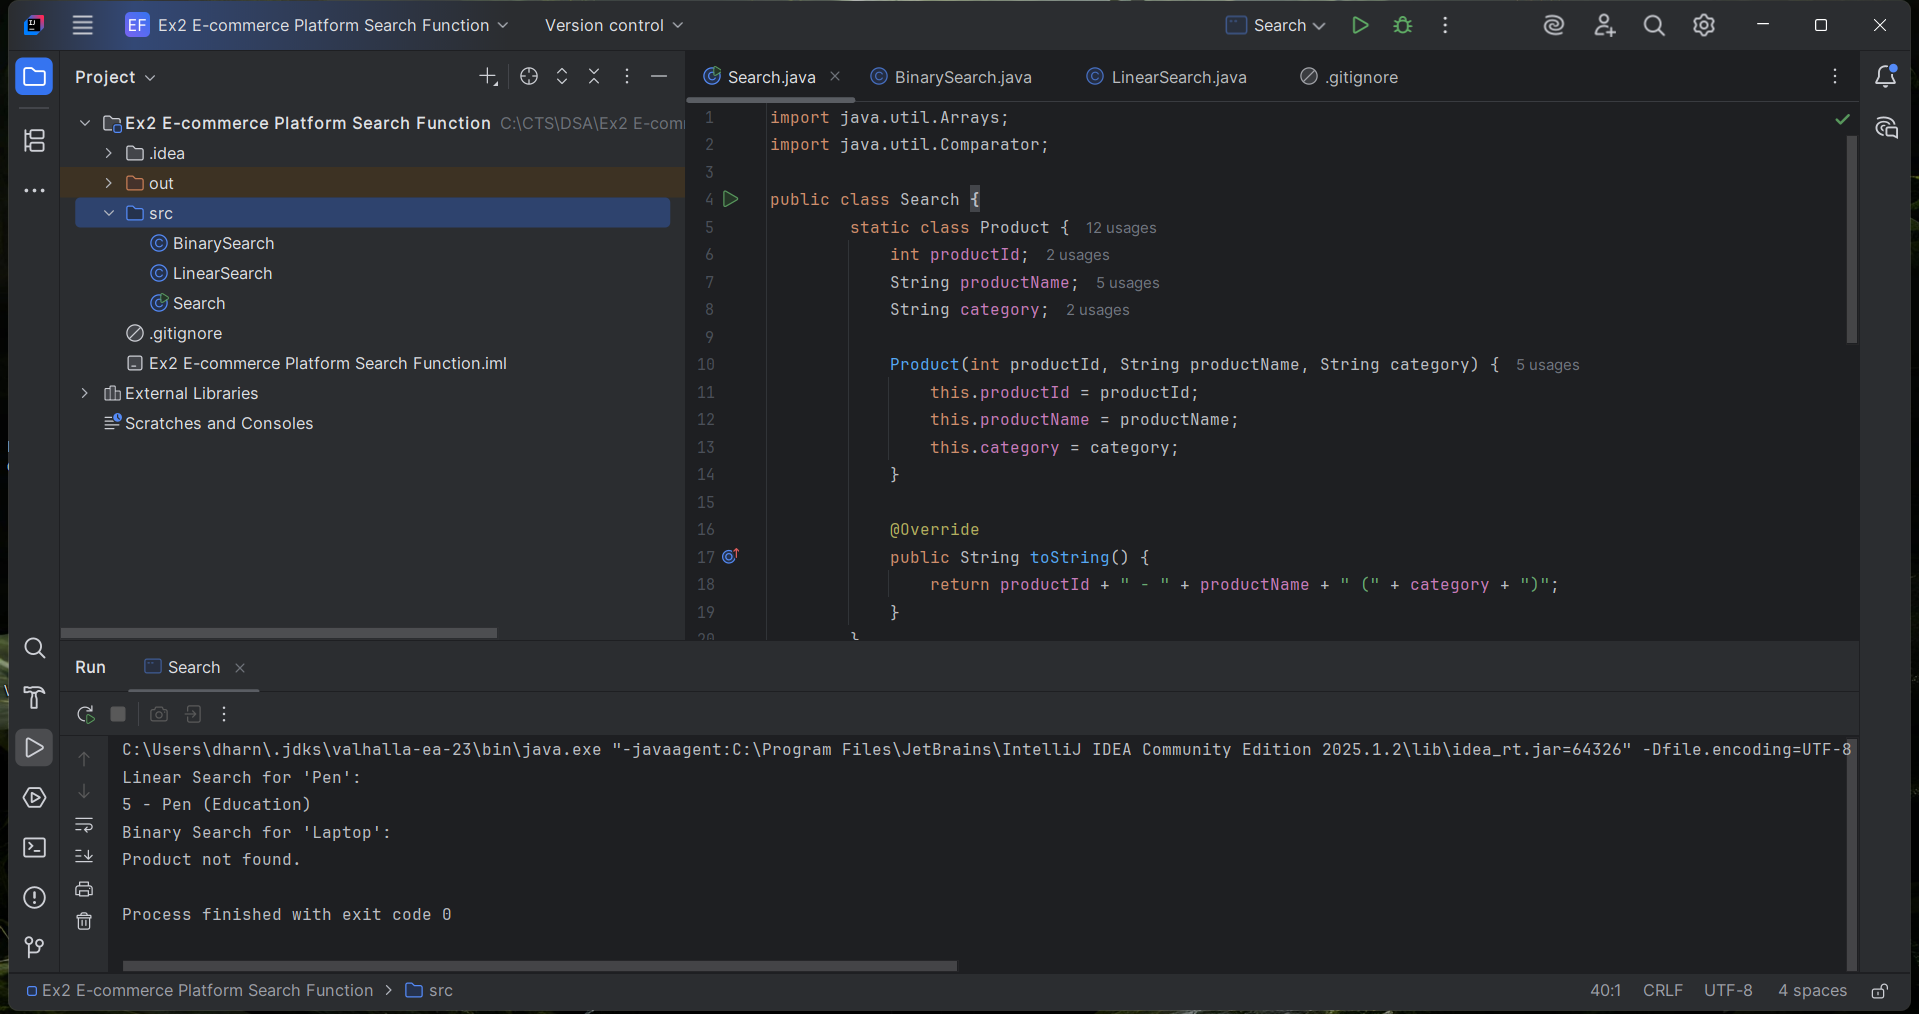 EF Ex2 E-commerce Platform Search Function Version control Search
Project
Ex2 E-commerce Platform Search Function C:\CTS\DSA\Ex2 E-com
.idea
out
src
BinarySearch
LinearSearch
Search
.gitignore
Ex2 E-commerce Platform Search Function.iml
External Libraries
Scratches and Consoles
Search.java BinarySearch.java LinearSearch.java .gitignore
1 import java.util.Arrays;
2 import java.util.Comparator;
3
4 public class Search {
5 static class Product { 12 usages
6 int productId; 2 usages
7 String productName; 5 usages
8 String category; 2 usages
9
10 Product(int productId, String productName, String category) { 5 usages
11 this.productId = productId;
12 this.productName = productName;
13 this.category = category;
14 }
15
16 @Override
17 public String toString() {
18 return productId + " - " + productName + " (" + category + ")";
19 }
20 }
Run Search
C:\Users\dharn\.jdks\valhalla-ea-23\bin\java.exe "-javaagent:C:\Program Files\JetBrains\IntelliJ IDEA Community Edition 2025.1.2\lib\idea_rt.jar=64326" -Dfile.encoding=UTF-8
Linear Search for 'Pen':
5 - Pen (Education)
Binary Search for 'Laptop':
Product not found.
Process finished with exit code 0
Ex2 E-commerce Platform Search Function > src 40:1 CRLF UTF-8 4 spaces